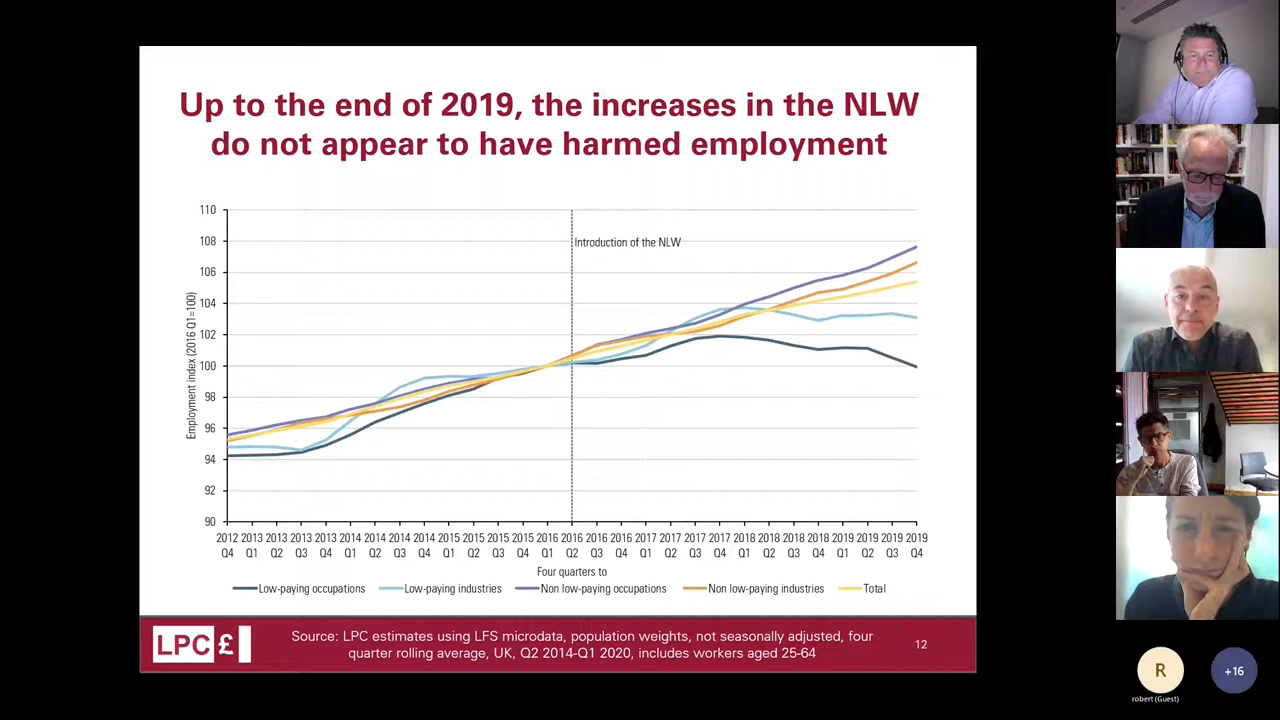 Up to the end of 2019, the increases in the NLW
do not appear to have harmed employment
110
108
106
104
102
100
98
96
94
92
90
Employment index (2016 Q1=100)
Introduction of the NLW
2012 2013 2013 2013 2013 2014 2014 2014 2014 2015 2015 2015 2015 2016 2016 2016 2016 2017 2017 2017 2017 2018 2018 2018 2018 2019 2019 2019 2019
Q4 Q1 Q2 Q3 Q4 Q1 Q2 Q3 Q4 Q1 Q2 Q3 Q4 Q1 Q2 Q3 Q4 Q1 Q2 Q3 Q4 Q1 Q2 Q3 Q4 Q1 Q2 Q3 Q4
Four quarters to
Low-paying occupations Low-paying industries Non low-paying occupations Non low-paying industries Total
LPC £
Source: LPC estimates using LFS microdata, population weights, not seasonally adjusted, four
quarter rolling average, UK, Q2 2014-Q1 2020, includes workers aged 25-64
12
R
+16
robert (Guest)